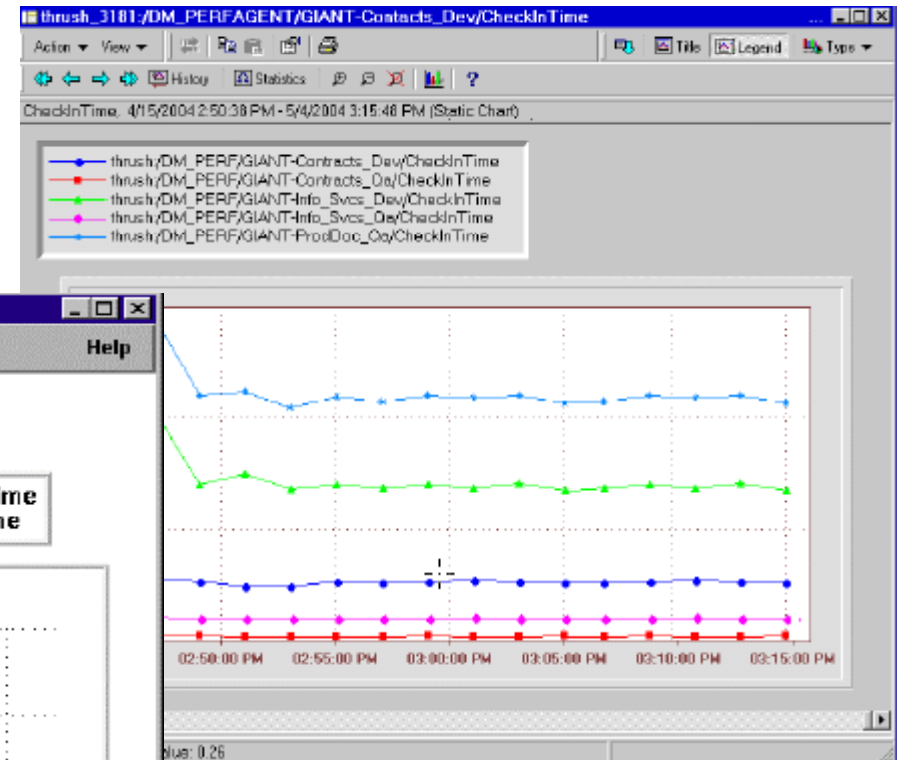 thrush_3181:/DM_PERFAGENT/GIANT-Contacts_Dev/CheckInTime ...
Action View Title Legend Type
History Statistics ?
CheckInTime, 4/15/2004 2:50:38 PM - 5/4/2004 3:15:48 PM (Static Chart)
thrush:/DM_PERF/GIANT-Contracts_Dev/CheckInTime
thrush:/DM_PERF/GIANT-Contracts_Qa/CheckInTime
thrush:/DM_PERF/GIANT-Info_Svcs_Dev/CheckInTime
thrush:/DM_PERF/GIANT-Info_Svcs_Qa/CheckInTime
thrush:/DM_PERF/GIANT-ProdDoc_Qa/CheckInTime
Help
02:50:00 PM 02:55:00 PM 03:00:00 PM 03:05:00 PM 03:10:00 PM 03:15:00 PM
alue: 0.26